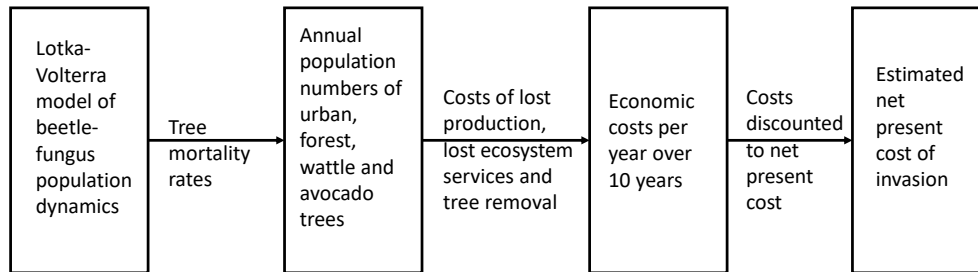 Lotka-
Volterra
model of
beetle-
fungus
population
dynamics
Tree
mortality
rates
Annual
population
numbers of
urban,
forest,
wattle and
avocado
trees
Costs of lost
production,
lost ecosystem
services and
tree removal
Economic
costs per
year over
10 years
Costs
discounted
to net
present
cost
Estimated
net
present
cost of
invasion